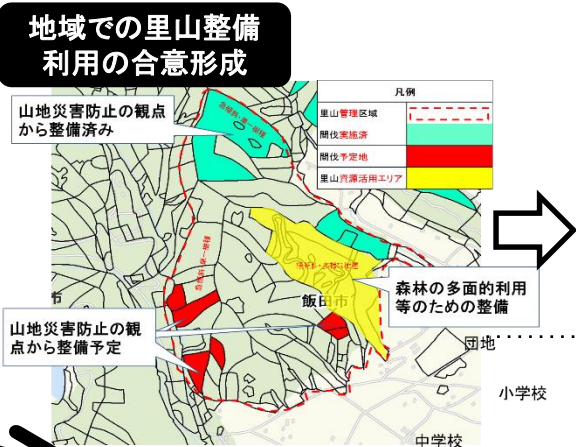 地域での里山整備
利用の合意形成
凡例
里山管理区域
間伐実施済
間伐予定地
里山資源活用エリア
山地災害防止の観点
から整備済み
森林の多面的利用
等のための整備
飯田市
市
山地災害防止の観
点から整備予定
団地
小学校
中学校